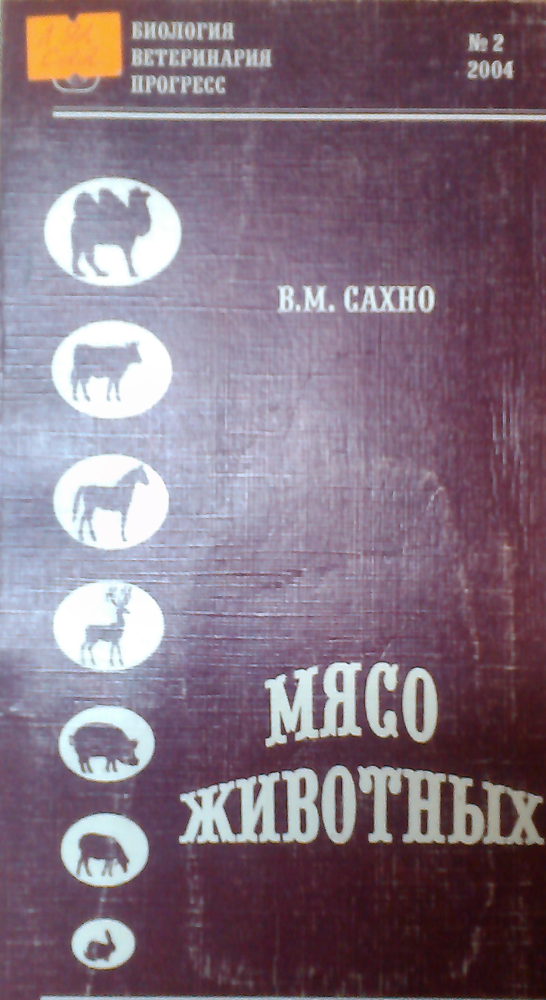 БИОЛОГИЯ
ВЕТЕРИНАРИЯ
ПРОГРЕСС
№ 2
2004
В.М. САХНО
МЯСО
ЖИВОТНЫХ